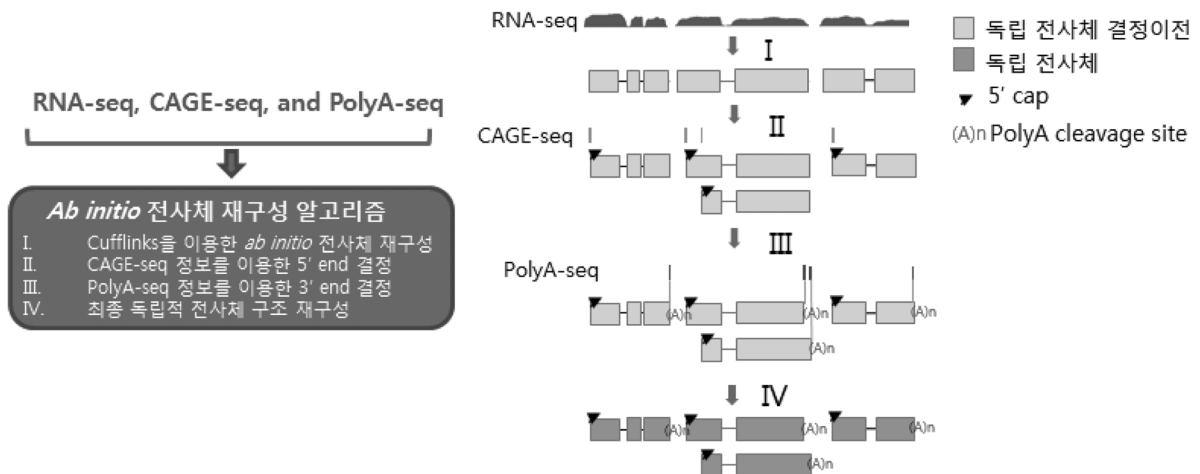 RNA-seq, CAGE-seq, and PolyA-seq
Ab initio 전사체 재구성 알고리즘
I. Cufflinks을 이용한 ab initio 전사체 재구성
II. CAGE-seq 정보를 이용한 5' end 결정
III. PolyA-seq 정보를 이용한 3' end 결정
IV. 최종 독립적 전사체 구조 재구성
RNA-seq
I
CAGE-seq
II
III
PolyA-seq
(A)n (A)n (A)n
(A)n
IV
(A)n (A)n (A)n
(A)n
독립 전사체 결정이전
독립 전사체
5' cap
(A)n PolyA cleavage site